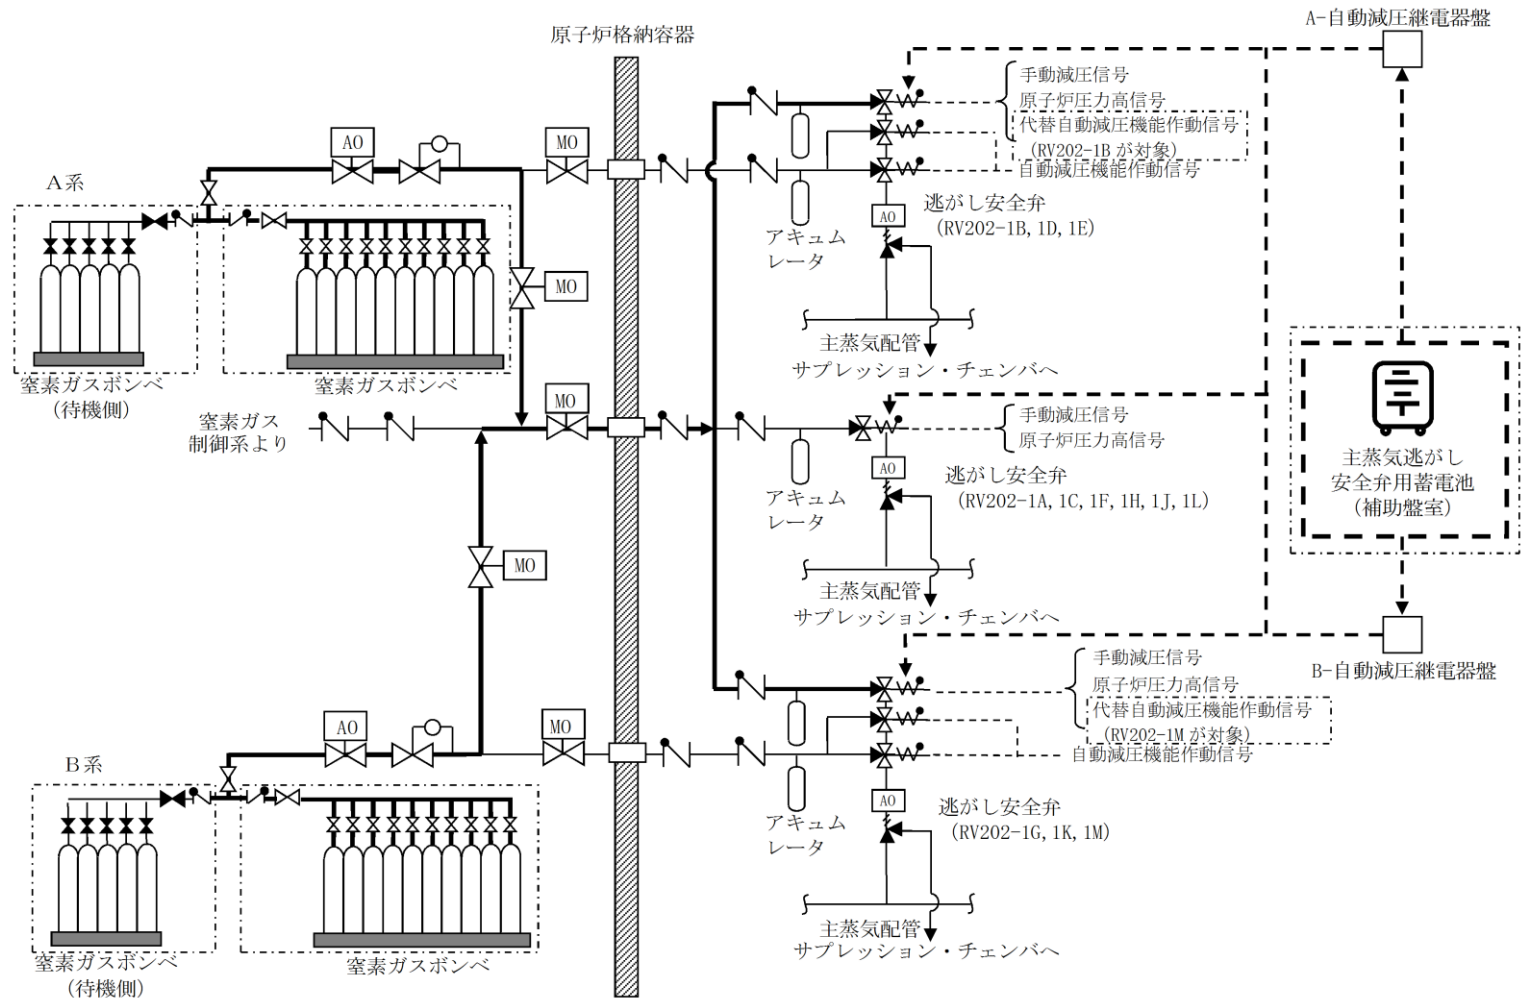 A-自動減圧継電器盤
原子炉格納容器
手動減圧信号
原子炉圧力高信号
代替自動減圧機能作動信号
(RV202-1Bが対象)
自動減圧機能作動信号
AO
MO
A系
逃がし安全弁
(RV202-1B, 1D, 1E)
AO
アキュム
レータ
MO
主蒸気配管
サプレッション・チェンバへ
窒素ガスボンベ
(待機側)
窒素ガスボンベ
窒素ガス
制御系より
MO
手動減圧信号
原子炉圧力高信号
AO
逃がし安全弁
(RV202-1A, 1C, 1F, 1H, 1J, 1L)
アキュム
レータ
主蒸気逃がし
安全弁用蓄電池
(補助盤室)
MO
主蒸気配管
サプレッション・チェンバへ
B-自動減圧継電器盤
手動減圧信号
原子炉圧力高信号
代替自動減圧機能作動信号
(RV202-1Mが対象)
自動減圧機能作動信号
AO
MO
B系
AO
逃がし安全弁
(RV202-1G, 1K, 1M)
アキュム
レータ
主蒸気配管
サプレッション・チェンバへ
窒素ガスボンベ
(待機側)
窒素ガスボンベ